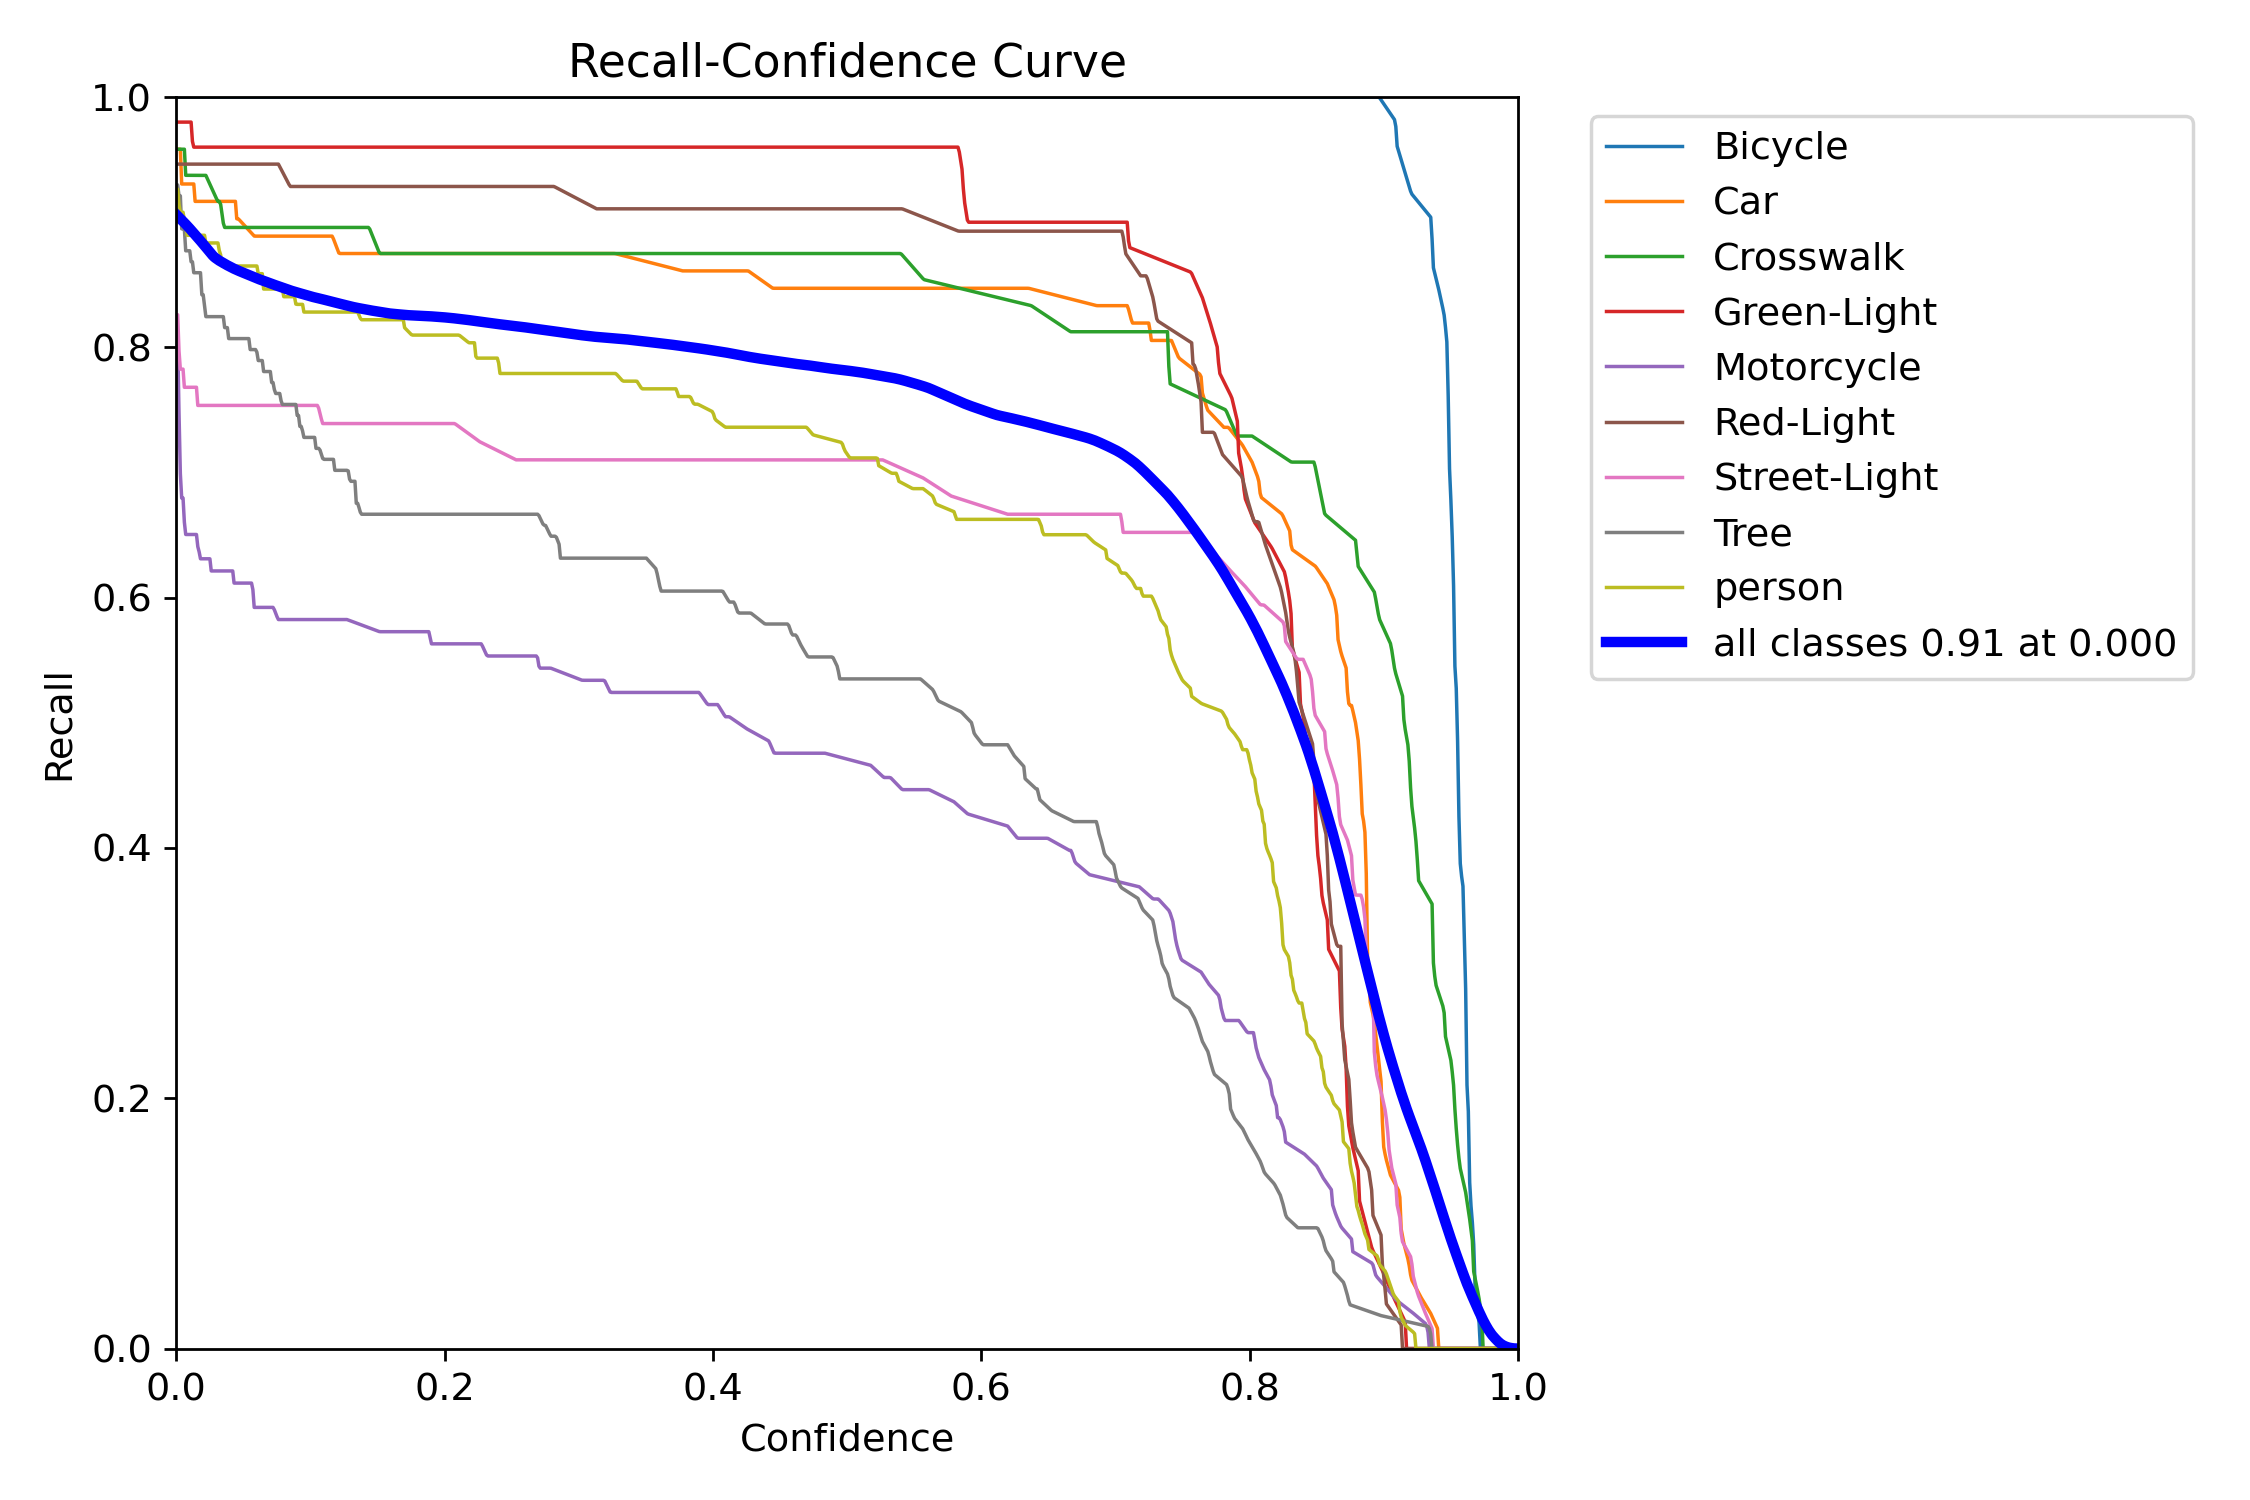 Recall-Confidence Curve
1.0
0.8
0.6
0.4
0.2
0.0
Recall
0.0 0.2 0.4 0.6 0.8 1.0
Confidence
Bicycle
Car
Crosswalk
Green-Light
Motorcycle
Red-Light
Street-Light
Tree
person
all classes 0.91 at 0.000